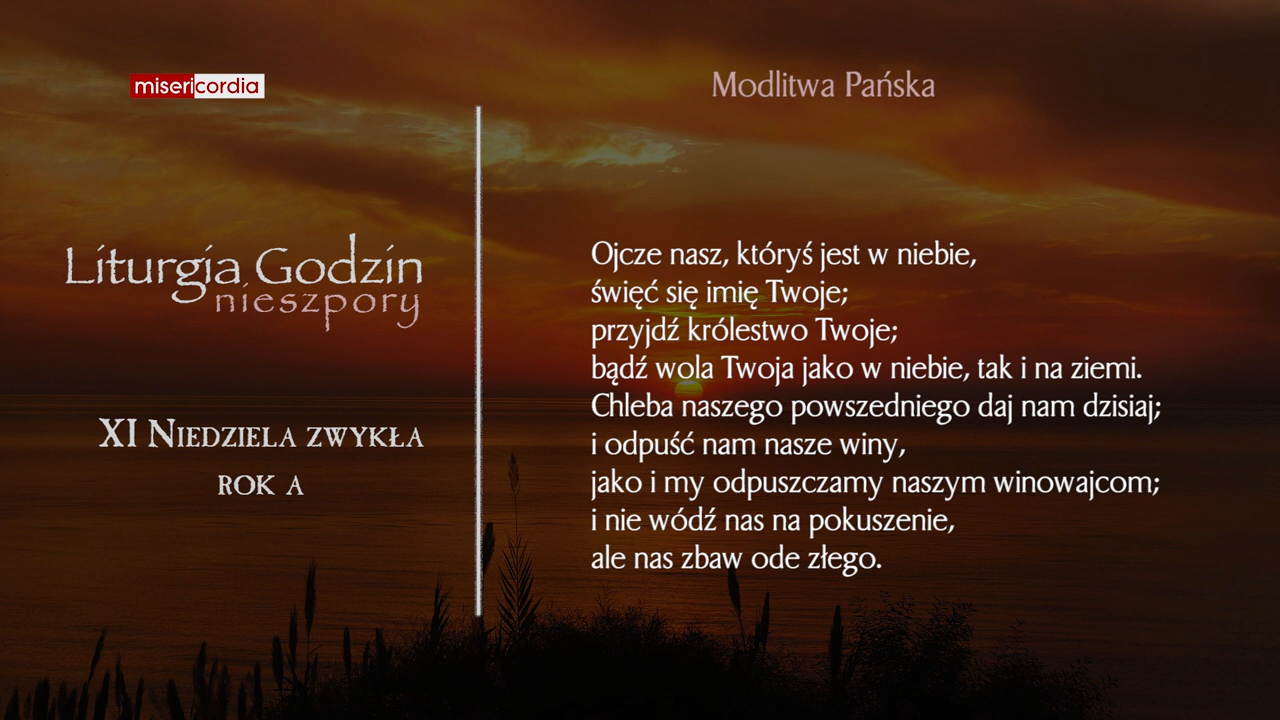 misericordia
Liturgia Godzin
nieszpory
XI Niedziela zwykła
rok A
Modlitwa Pańska
Ojcze nasz, któryś jest w niebie,
święć się imię Twoje;
przyjdź królestwo Twoje;
bądź wola Twoja jako w niebie, tak i na ziemi.
Chleba naszego powszedniego daj nam dzisiaj;
i odpuść nam nasze winy,
jako i my odpuszczamy naszym winowajcom;
i nie wódź nas na pokuszenie,
ale nas zbaw ode złego.